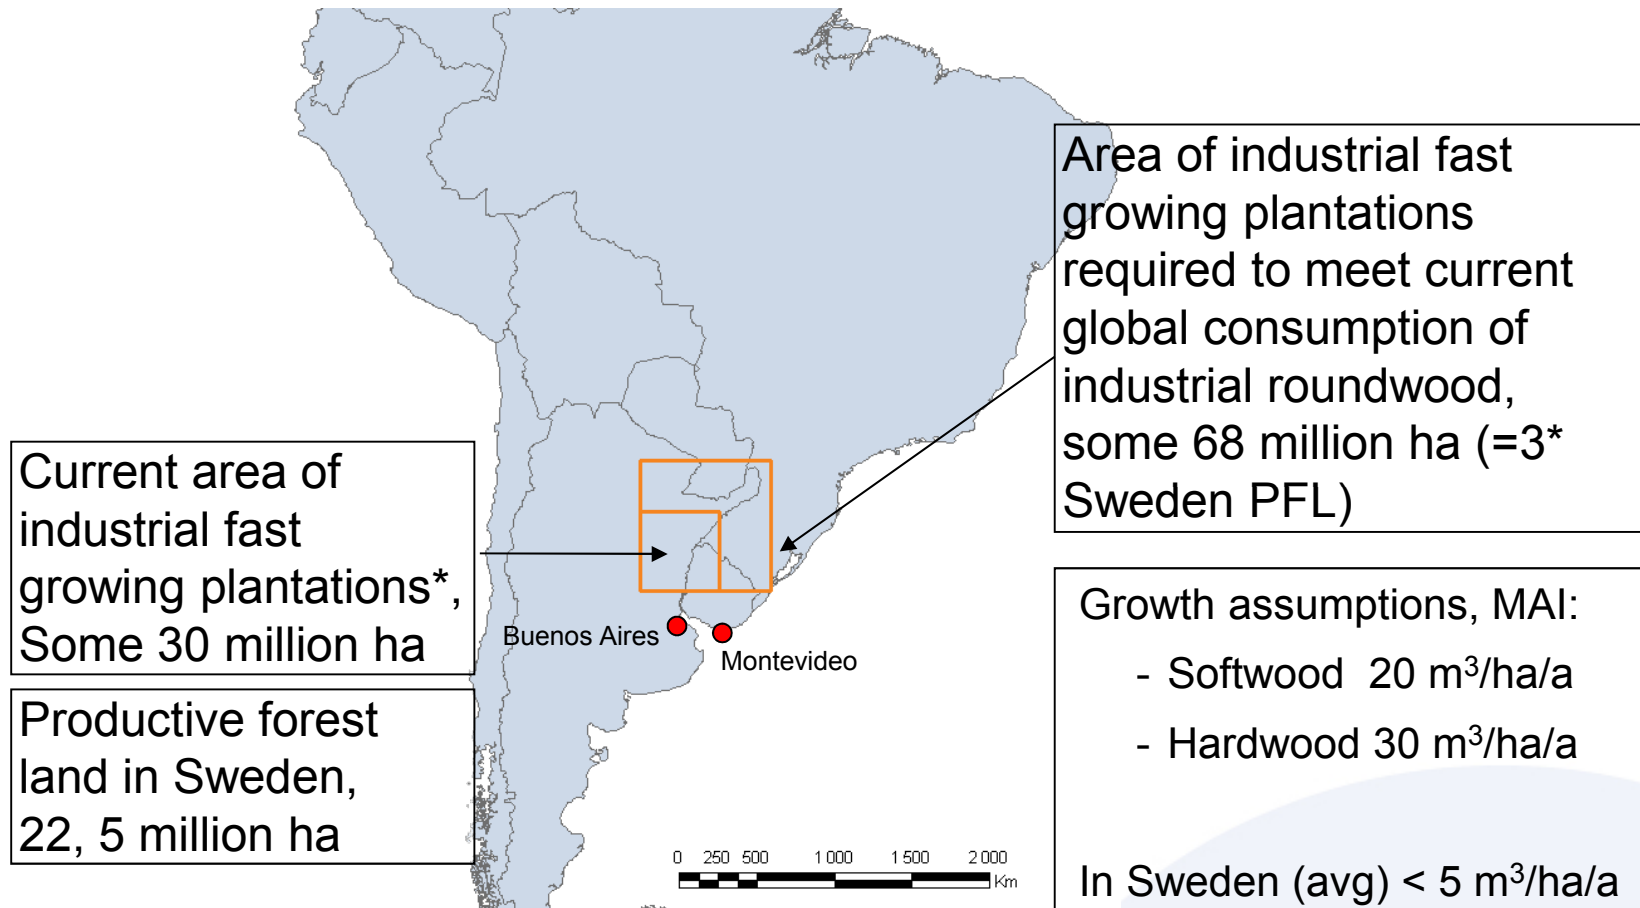 Area of industrial fast
growing plantations
required to meet current
global consumption of
industrial roundwood,
some 68 million ha (=3*
Sweden PFL)
Current area of
industrial fast
growing plantations*,
Some 30 million ha
Productive forest
land in Sweden,
22, 5 million ha
Buenos Aires
Montevideo
0 250 500 1 000 1 500 2 000
Km
Growth assumptions, MAI:
- Softwood 20 m³/ha/a
- Hardwood 30 m³/ha/a
In Sweden (avg) < 5 m³/ha/a